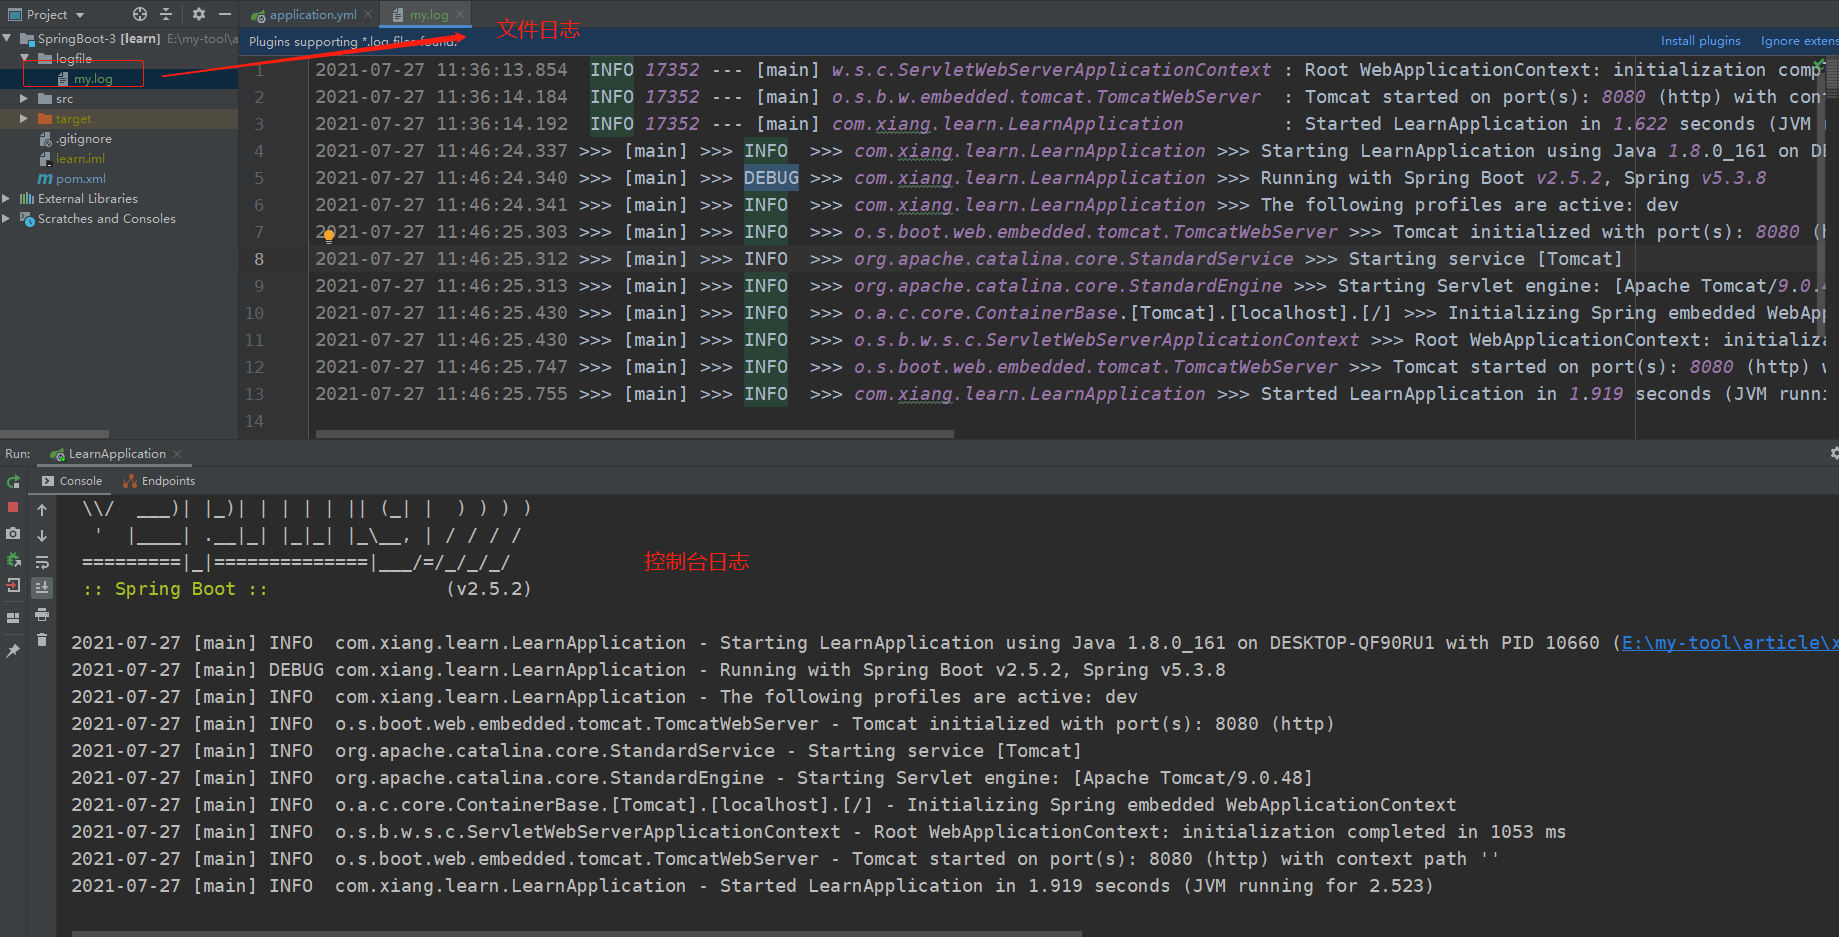 Project
application.yml
my.log
文件日志
SpringBoot-3 [learn] E:\my-tool\a
Plugins supporting *.log files found.
Install plugins
Ignore extens
logfile
my.log
src
target
.gitignore
learn.iml
pom.xml
External Libraries
Scratches and Consoles
1 2021-07-27 11:36:13.854  INFO 17352 --- [main] w.s.c.ServletWebServerApplicationContext : Root WebApplicationContext: initialization comp
2 2021-07-27 11:36:14.184  INFO 17352 --- [main] o.s.b.w.embedded.tomcat.TomcatWebServer  : Tomcat started on port(s): 8080 (http) with con
3 2021-07-27 11:36:14.192  INFO 17352 --- [main] com.xiang.learn.LearnApplication         : Started LearnApplication in 1.622 seconds (JVM r
4 2021-07-27 11:46:24.337 >>> [main] >>> INFO  >>> com.xiang.learn.LearnApplication >>> Starting LearnApplication using Java 1.8.0_161 on DE
5 2021-07-27 11:46:24.340 >>> [main] >>> DEBUG >>> com.xiang.learn.LearnApplication >>> Running with Spring Boot v2.5.2, Spring v5.3.8
6 2021-07-27 11:46:24.341 >>> [main] >>> INFO  >>> com.xiang.learn.LearnApplication >>> The following profiles are active: dev
7 2021-07-27 11:46:25.303 >>> [main] >>> INFO  >>> o.s.boot.web.embedded.tomcat.TomcatWebServer >>> Tomcat initialized with port(s): 8080 (h
8 2021-07-27 11:46:25.312 >>> [main] >>> INFO  >>> org.apache.catalina.core.StandardService >>> Starting service [Tomcat]
9 2021-07-27 11:46:25.313 >>> [main] >>> INFO  >>> org.apache.catalina.core.StandardEngine >>> Starting Servlet engine: [Apache Tomcat/9.0.4
10 2021-07-27 11:46:25.430 >>> [main] >>> INFO  >>> o.a.c.core.ContainerBase.[Tomcat].[localhost].[/] >>> Initializing Spring embedded WebApp
11 2021-07-27 11:46:25.430 >>> [main] >>> INFO  >>> o.s.b.w.s.c.ServletWebServerApplicationContext >>> Root WebApplicationContext: initializa
12 2021-07-27 11:46:25.747 >>> [main] >>> INFO  >>> o.s.boot.web.embedded.tomcat.TomcatWebServer >>> Tomcat started on port(s): 8080 (http) w
13 2021-07-27 11:46:25.755 >>> [main] >>> INFO  >>> com.xiang.learn.LearnApplication >>> Started LearnApplication in 1.919 seconds (JVM runni
14
Run: LearnApplication
Console Endpoints
\\/  ___)| |_)| | | | | || (_| |  ) ) ) )
 '  |____| .__|_| |_|_| |_\__, | / / / /
=========|_|==============|___/=/_/_/_/
控制台日志
:: Spring Boot ::                (v2.5.2)
2021-07-27 [main] INFO  com.xiang.learn.LearnApplication - Starting LearnApplication using Java 1.8.0_161 on DESKTOP-QF90RU1 with PID 10660 (E:\my-tool\article\x
2021-07-27 [main] DEBUG com.xiang.learn.LearnApplication - Running with Spring Boot v2.5.2, Spring v5.3.8
2021-07-27 [main] INFO  com.xiang.learn.LearnApplication - The following profiles are active: dev
2021-07-27 [main] INFO  o.s.boot.web.embedded.tomcat.TomcatWebServer - Tomcat initialized with port(s): 8080 (http)
2021-07-27 [main] INFO  org.apache.catalina.core.StandardService - Starting service [Tomcat]
2021-07-27 [main] INFO  org.apache.catalina.core.StandardEngine - Starting Servlet engine: [Apache Tomcat/9.0.48]
2021-07-27 [main] INFO  o.a.c.core.ContainerBase.[Tomcat].[localhost].[/] - Initializing Spring embedded WebApplicationContext
2021-07-27 [main] INFO  o.s.b.w.s.c.ServletWebServerApplicationContext - Root WebApplicationContext: initialization completed in 1053 ms
2021-07-27 [main] INFO  o.s.boot.web.embedded.tomcat.TomcatWebServer - Tomcat started on port(s): 8080 (http) with context path ''
2021-07-27 [main] INFO  com.xiang.learn.LearnApplication - Started LearnApplication in 1.919 seconds (JVM running for 2.523)